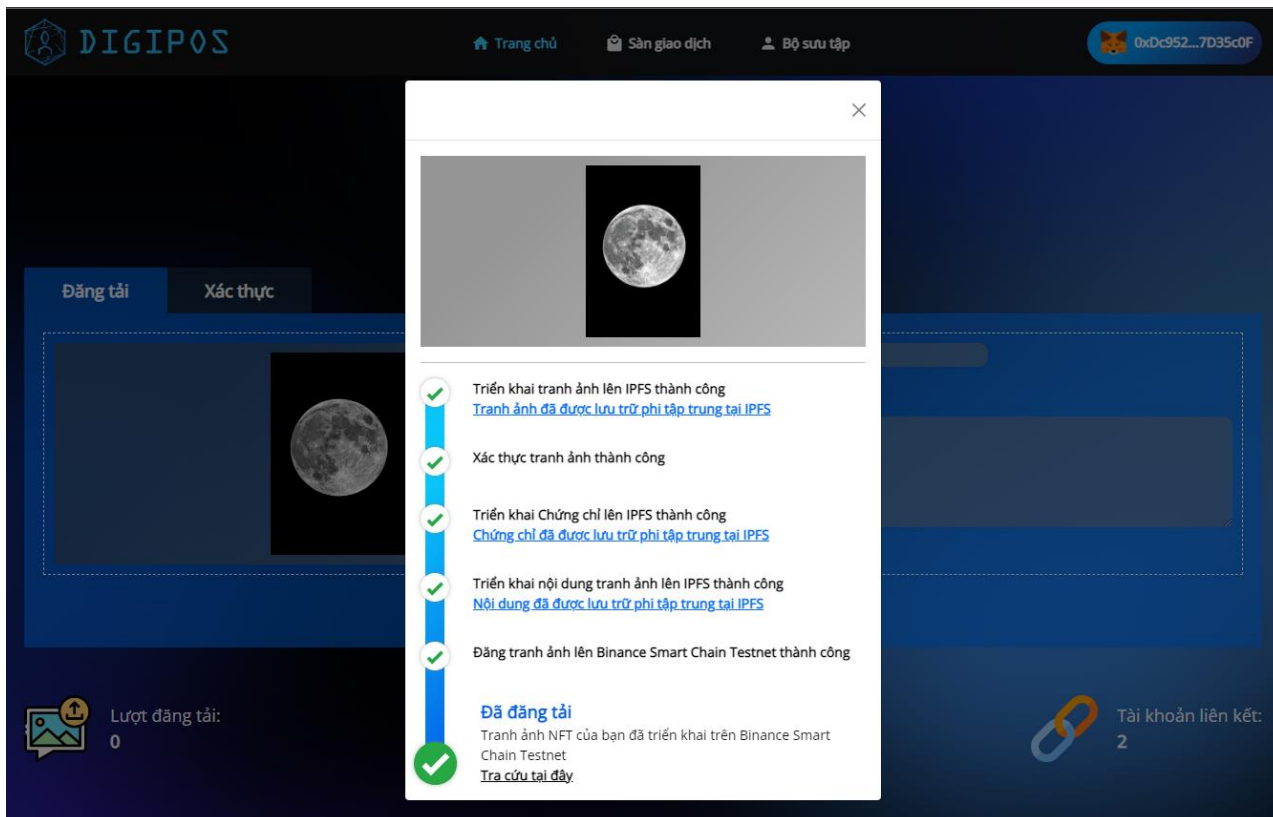 DIGIPOS
Trang chủ
Sàn giao dịch
Bộ sưu tập
0xDc952...7D35c0F
Đăng tải
Xác thực
Triển khai tranh ảnh lên IPFS thành công
Tranh ảnh đã được lưu trữ phi tập trung tại IPFS
Xác thực tranh ảnh thành công
Triển khai Chứng chỉ lên IPFS thành công
Chứng chỉ đã được lưu trữ phi tập trung tại IPFS
Triển khai nội dung tranh ảnh lên IPFS thành công
Nội dung đã được lưu trữ phi tập trung tại IPFS
Đăng tranh ảnh lên Binance Smart Chain Testnet thành công
Đã đăng tải
Tranh ảnh NFT của bạn đã triển khai trên Binance Smart
Chain Testnet
Tra cứu tại đây
Lượt đăng tải:
0
Tài khoản liên kết:
2